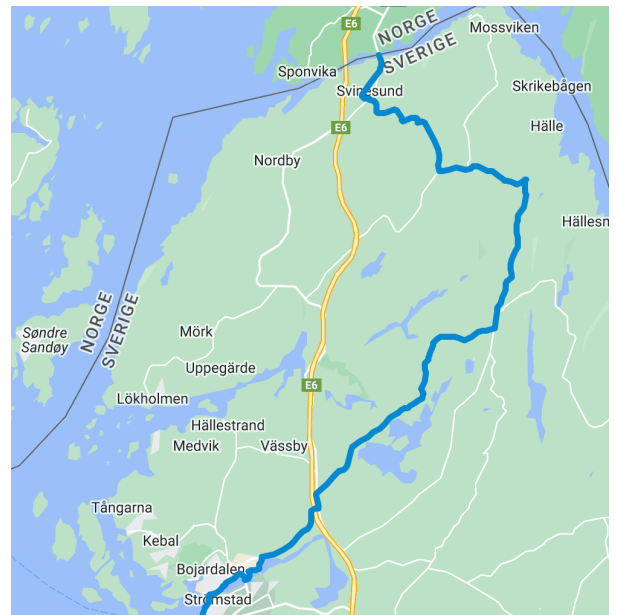 E6
NORGE
SVERIGE
Mossviken
Sponvika
Svinesund
Skrikebågen
E6
Hälle
Nordby
Hällesm
NORGE
SVERIGE
Søndre
Sandøy
Mörk
Uppegärde
E6
Lökholmen
Hällestrand
Medvik
Vässby
Tångarna
Kebal
Bojardalen
Strömstad